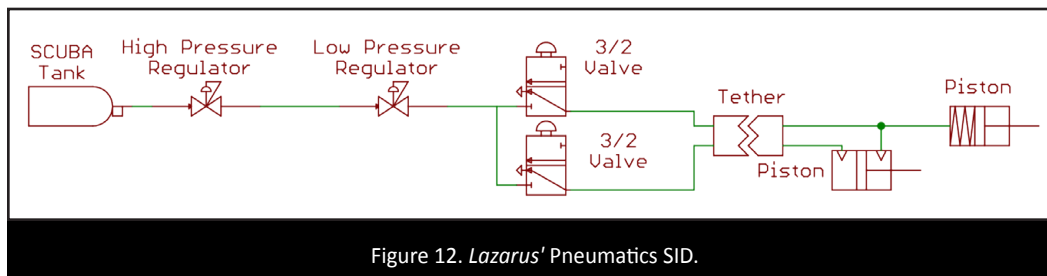 SCUBA
Tank
High Pressure
Regulator
Low Pressure
Regulator
3/2
Valve
3/2
Valve
Tether
Piston
Piston
Figure 12. Lazarus' Pneumatics SID.